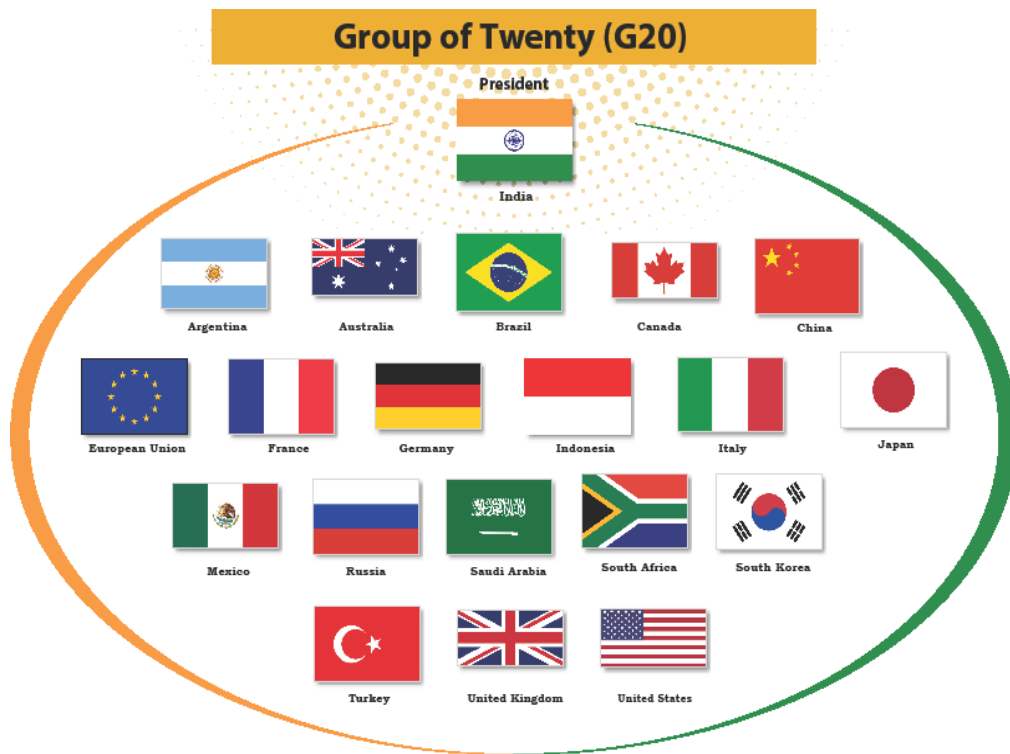 Group of Twenty (G20)
President
India
Argentina
Australia
Brazil
Canada
China
European Union
France
Germany
Indonesia
Italy
Japan
Mexico
Russia
Saudi Arabia
South Africa
South Korea
Turkey
United Kingdom
United States